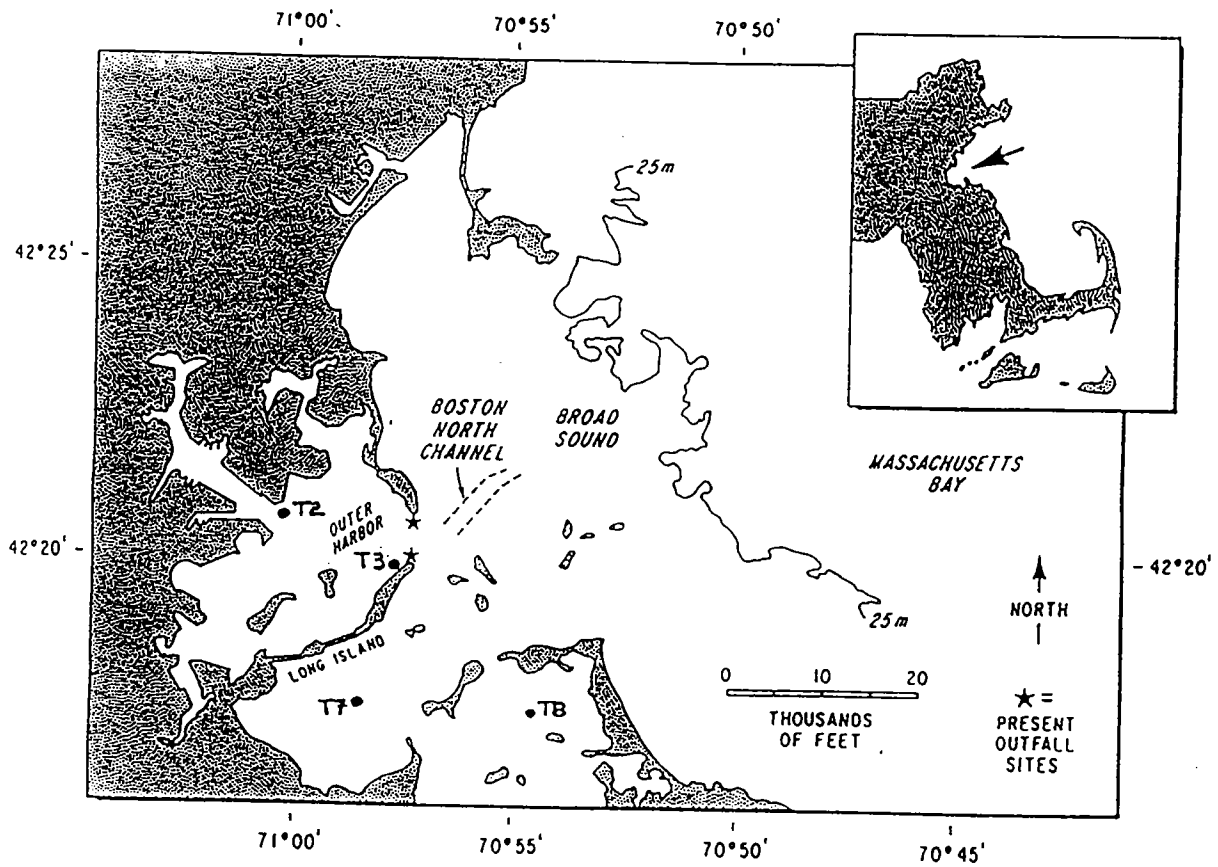 71°00'
70°55'
70°50'
25m
42°25'
BOSTON
NORTH
CHANNEL
BROAD
SOUND
MASSACHUSETTS
BAY
T2
OUTER
HARBOR
42°20'
T3
42°20'
NORTH
25m
LONG ISLAND
0 10 20
THOUSANDS
OF FEET
T7
T8
★ =
PRESENT
OUTFALL
SITES
71°00'
70°55'
70°50'
70°45'